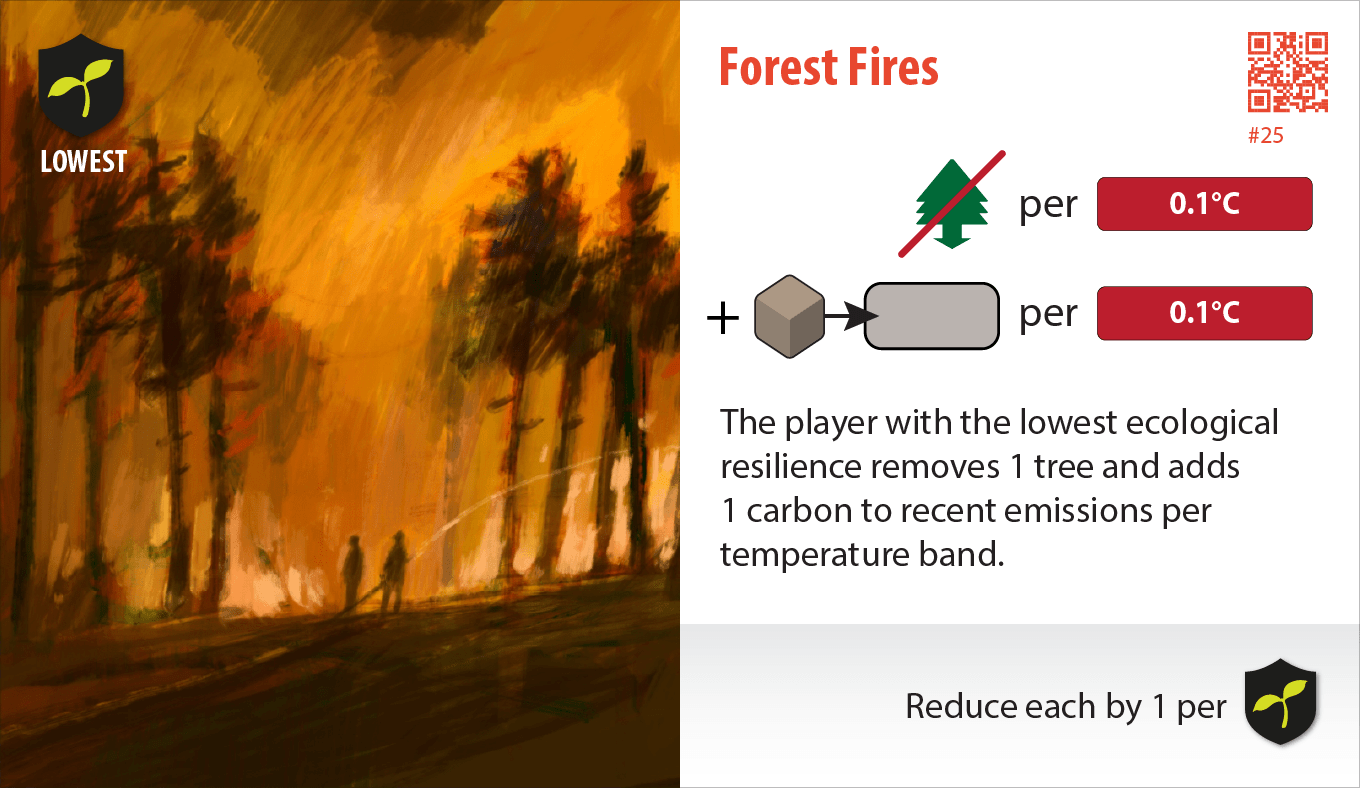 LOWEST
Forest Fires
#25
per 0.1°C
+ per 0.1°C
The player with the lowest ecological
resilience removes 1 tree and adds
1 carbon to recent emissions per
temperature band.
Reduce each by 1 per